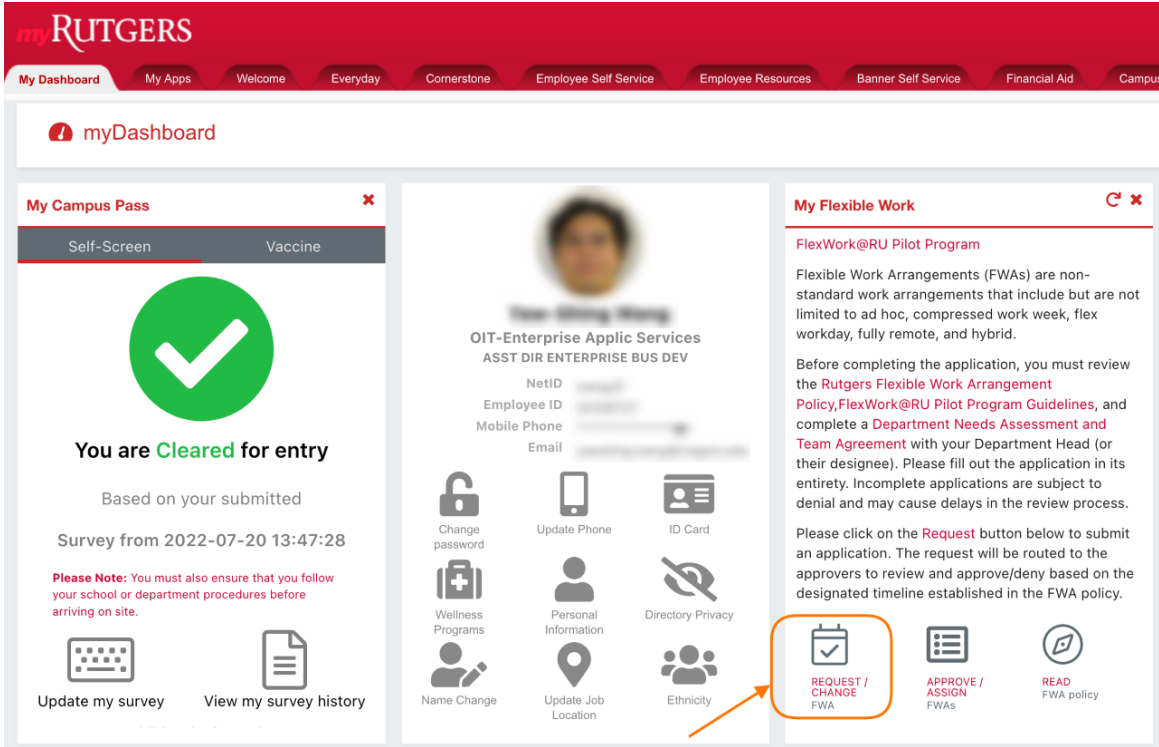 myRUTGERS
My Dashboard My Apps Welcome Everyday Cornerstone Employee Self Service Employee Resources Banner Self Service Financial Aid Campus
myDashboard
My Campus Pass
Self-Screen Vaccine
You are Cleared for entry
Based on your submitted
Survey from 2022-07-20 13:47:28
Please Note: You must also ensure that you follow
your school or department procedures before
arriving on site.
Update my survey View my survey history
OIT-Enterprise Applic Services
ASST DIR ENTERPRISE BUS DEV
NetID
Employee ID
Mobile Phone
Email
Change
password
Update Phone
ID Card
Wellness
Programs
Personal
Information
Directory Privacy
Name Change
Update Job
Location
Ethnicity
My Flexible Work
FlexWork@RU Pilot Program
Flexible Work Arrangements (FWAs) are non-
standard work arrangements that include but are not
limited to ad hoc, compressed work week, flex
workday, fully remote, and hybrid.
Before completing the application, you must review
the Rutgers Flexible Work Arrangement
Policy,FlexWork@RU Pilot Program Guidelines, and
complete a Department Needs Assessment and
Team Agreement with your Department Head (or
their designee). Please fill out the application in its
entirety. Incomplete applications are subject to
denial and may cause delays in the review process.
Please click on the Request button below to submit
an application. The request will be routed to the
approvers to review and approve/deny based on the
designated timeline established in the FWA policy.
REQUEST /
CHANGE
FWA
APPROVE /
ASSIGN
FWAs
READ
FWA policy